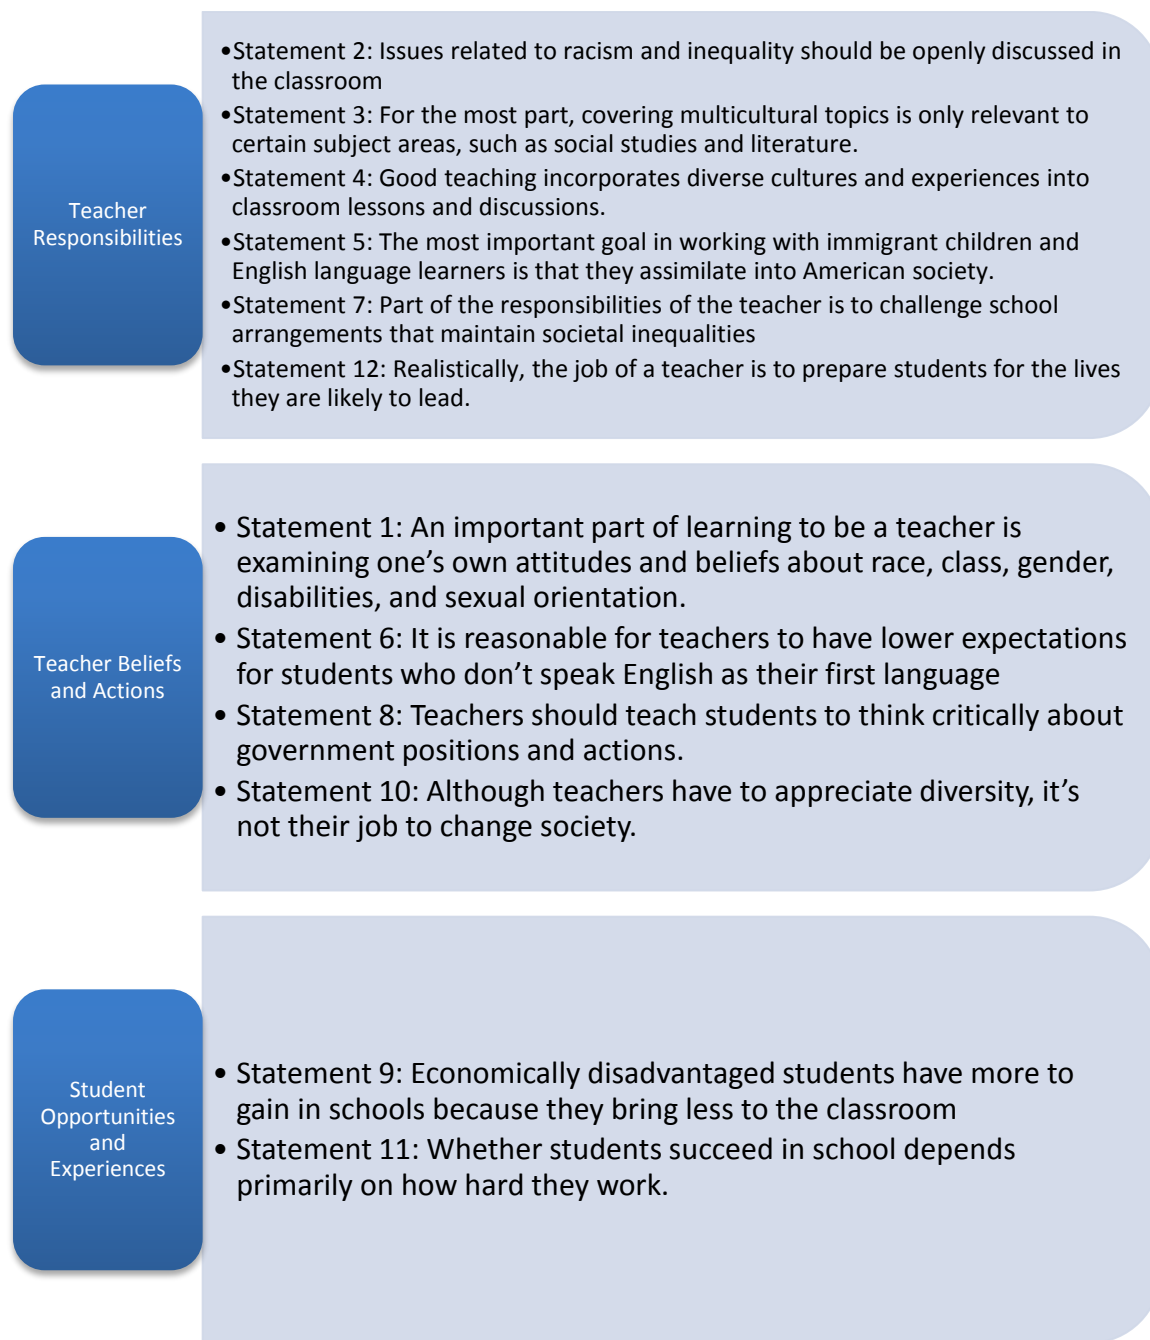 Teacher
Responsibilities
•Statement 2: Issues related to racism and inequality should be openly discussed in
the classroom
•Statement 3: For the most part, covering multicultural topics is only relevant to
certain subject areas, such as social studies and literature.
•Statement 4: Good teaching incorporates diverse cultures and experiences into
classroom lessons and discussions.
•Statement 5: The most important goal in working with immigrant children and
English language learners is that they assimilate into American society.
•Statement 7: Part of the responsibilities of the teacher is to challenge school
arrangements that maintain societal inequalities
•Statement 12: Realistically, the job of a teacher is to prepare students for the lives
they are likely to lead.
Teacher Beliefs
and Actions
• Statement 1: An important part of learning to be a teacher is
examining one’s own attitudes and beliefs about race, class, gender,
disabilities, and sexual orientation.
• Statement 6: It is reasonable for teachers to have lower expectations
for students who don’t speak English as their first language
• Statement 8: Teachers should teach students to think critically about
government positions and actions.
• Statement 10: Although teachers have to appreciate diversity, it’s
not their job to change society.
Student
Opportunities
and
Experiences
• Statement 9: Economically disadvantaged students have more to
gain in schools because they bring less to the classroom
• Statement 11: Whether students succeed in school depends
primarily on how hard they work.